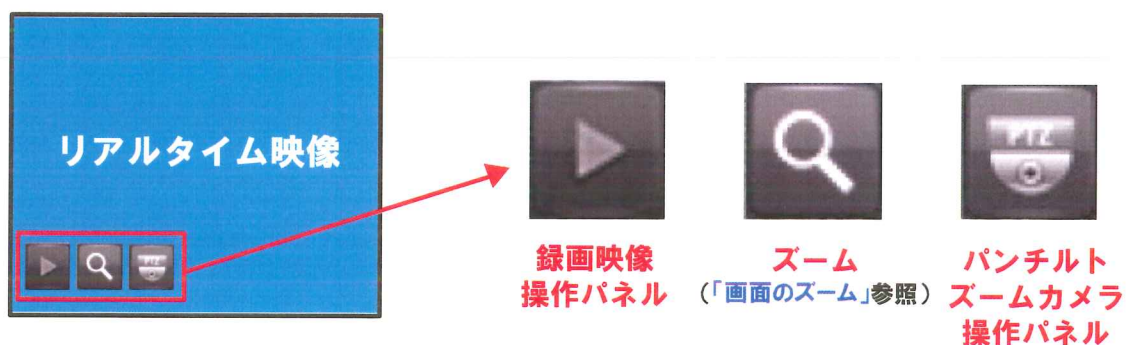 リアルタイム映像
PTZ
PTZ
録画映像
操作パネル
ズーム
(「画面のズーム」参照)
パンチルト
ズームカメラ
操作パネル